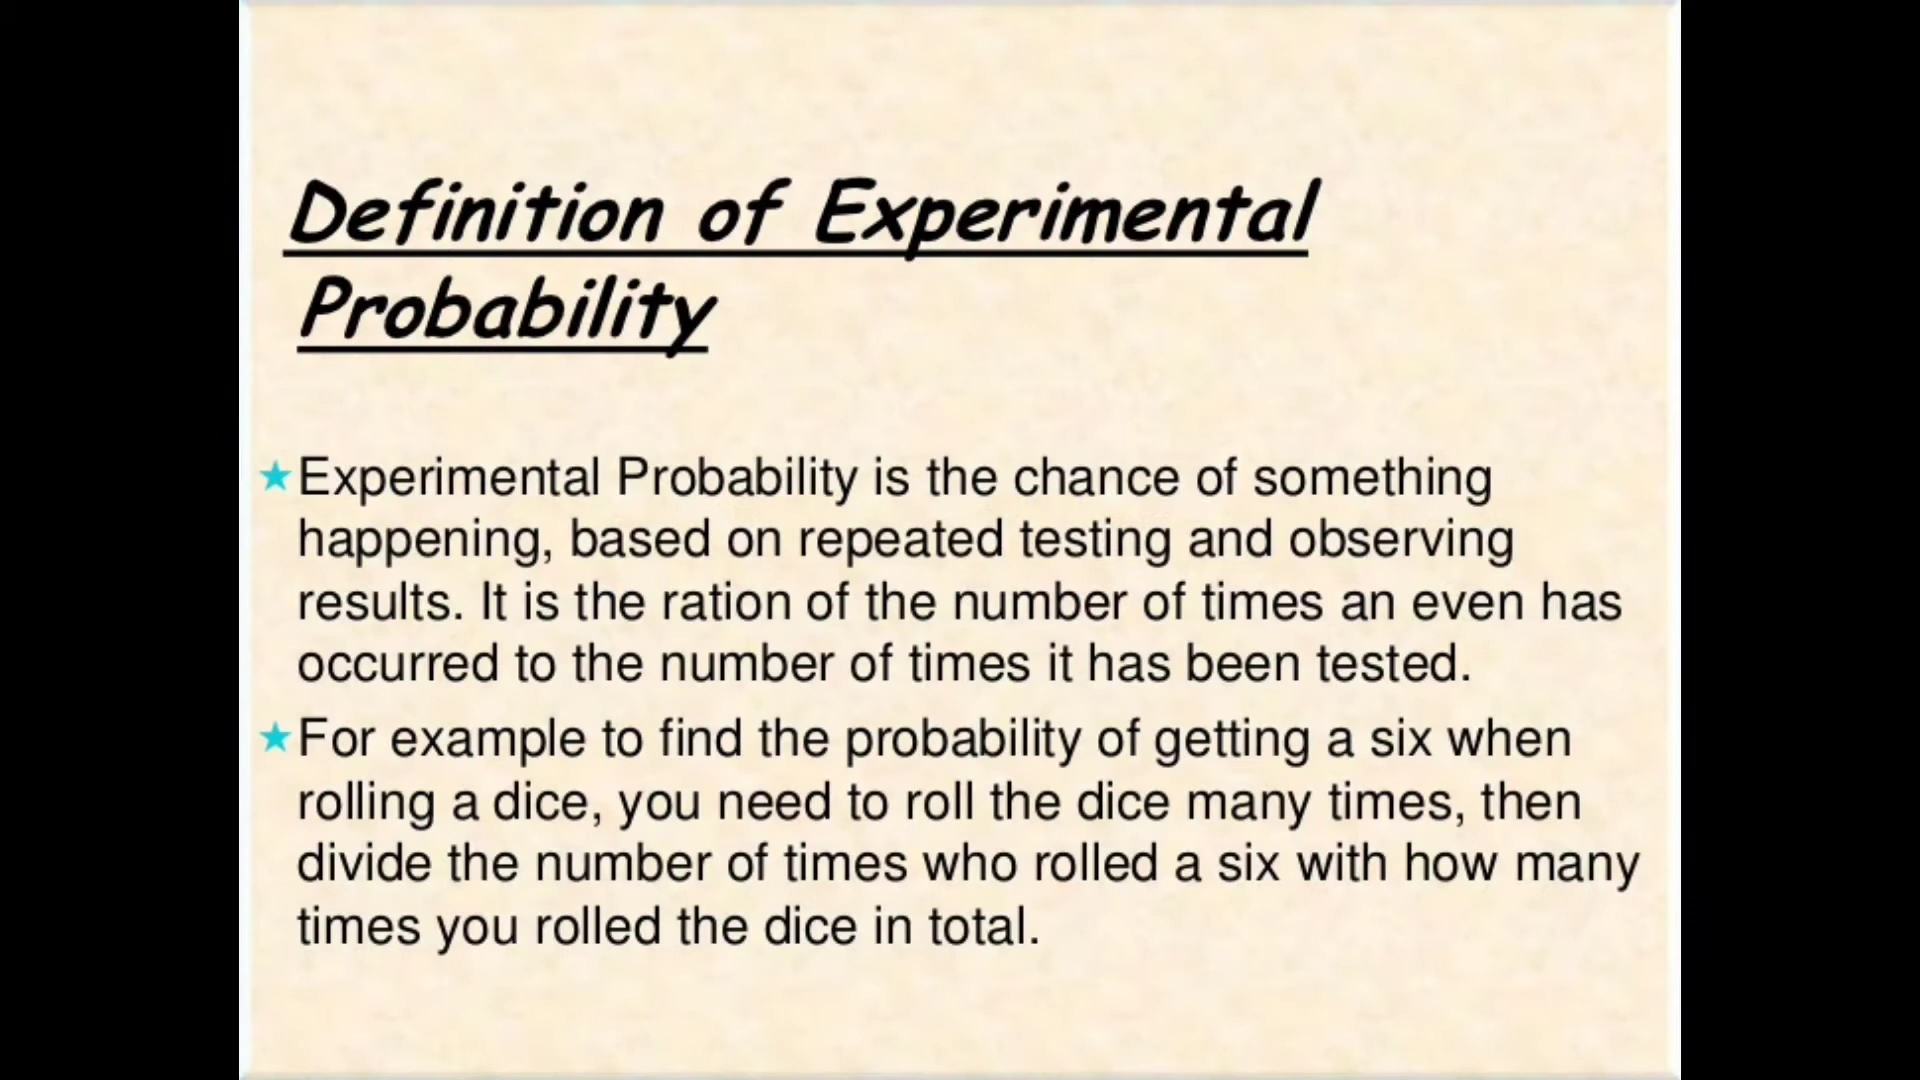 Definition of Experimental
Probability
Experimental Probability is the chance of something
happening, based on repeated testing and observing
results. It is the ration of the number of times an even has
occurred to the number of times it has been tested.
For example to find the probability of getting a six when
rolling a dice, you need to roll the dice many times, then
divide the number of times who rolled a six with how many
times you rolled the dice in total.